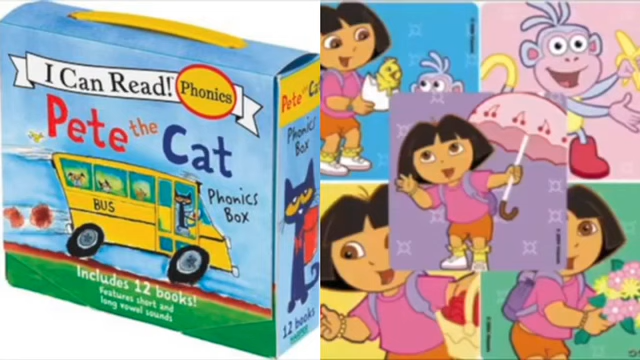 I Can Read!
Phonics
Pete the Cat
BUS
Phonics
Box
Includes 12 books!
Features short and
long vowel sounds
Pete the Cat
Phonics
Box
12 books